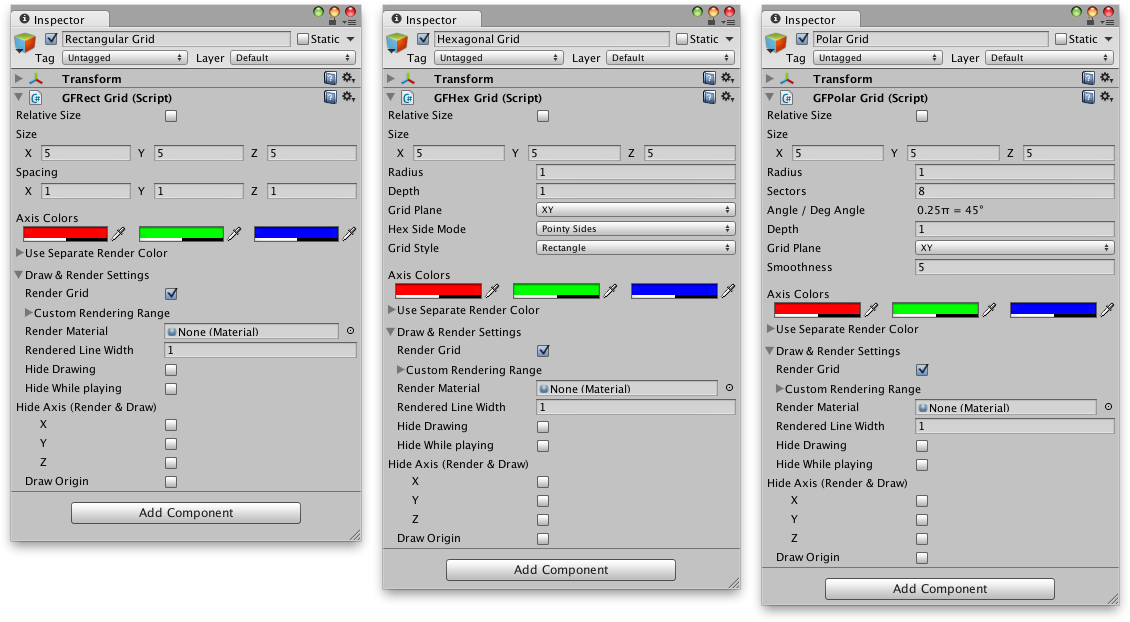 Inspector
Rectangular Grid Static
Tag Untagged Layer Default
Transform
GFRect Grid (Script)
Relative Size
Size
X 5 Y 5 Z 5
Spacing
X 1 Y 1 Z 1
Axis Colors
Use Separate Render Color
Draw & Render Settings
Render Grid
Custom Rendering Range
Render Material None (Material)
Rendered Line Width 1
Hide Drawing
Hide While playing
Hide Axis (Render & Draw)
X
Y
Z
Draw Origin
Add Component
Inspector
Hexagonal Grid Static
Tag Untagged Layer Default
Transform
GFHex Grid (Script)
Relative Size
Size
X 5 Y 5 Z 5
Radius 1
Depth 1
Grid Plane XY
Hex Side Mode Pointy Sides
Grid Style Rectangle
Axis Colors
Use Separate Render Color
Draw & Render Settings
Render Grid
Custom Rendering Range
Render Material None (Material)
Rendered Line Width 1
Hide Drawing
Hide While playing
Hide Axis (Render & Draw)
X
Y
Z
Draw Origin
Add Component
Inspector
Polar Grid Static
Tag Untagged Layer Default
Transform
GFPolar Grid (Script)
Relative Size
Size
X 5 Y 5 Z 5
Radius 1
Sectors 8
Angle / Deg Angle 0.25π = 45°
Depth 1
Grid Plane XY
Smoothness 5
Axis Colors
Use Separate Render Color
Draw & Render Settings
Render Grid
Custom Rendering Range
Render Material None (Material)
Rendered Line Width 1
Hide Drawing
Hide While playing
Hide Axis (Render & Draw)
X
Y
Z
Draw Origin
Add Component